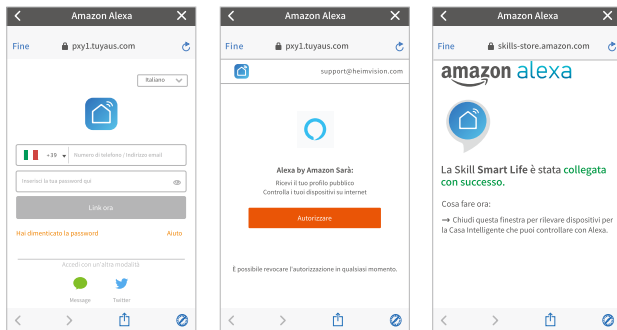 Amazon Alexa
Fine
pxy1.tuyaus.com
Italiano
+39
Numero di telefono / Indirizzo email
Inserisci la tua password qui
Link ora
Hai dimenticato la password
Aiuto
Accedi con un'altra modalità
Message
Twitter
Amazon Alexa
Fine
pxy1.tuyaus.com
support@heimvision.com
Alexa by Amazon Sarà:
Ricevi il tuo profilo pubblico
Controlla i tuoi dispositivi su internet
Autorizzare
È possibile revocare l'autorizzazione in qualsiasi momento.
Amazon Alexa
Fine
skills-store.amazon.com
amazon alexa
La Skill Smart Life è stata collegata
con successo.
Cosa fare ora:
→ Chiudi questa finestra per rilevare dispositivi per
la Casa Intelligente che puoi controllare con Alexa.